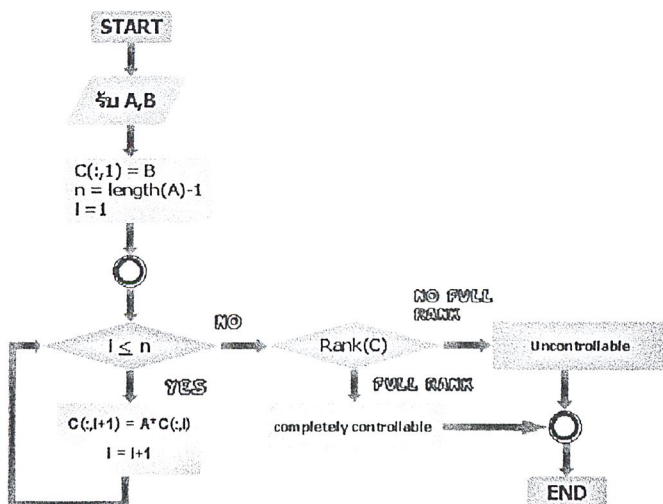 START
รับ A,B
C(:,1) = B
n = length(A)-1
i = 1
i ≤ n
NO
YES
C(:,i+1) = A*C(:,i)
i = i+1
Rank(C)
NO FULL
RANK
Uncontrollable
FULL RANK
completely controllable
END